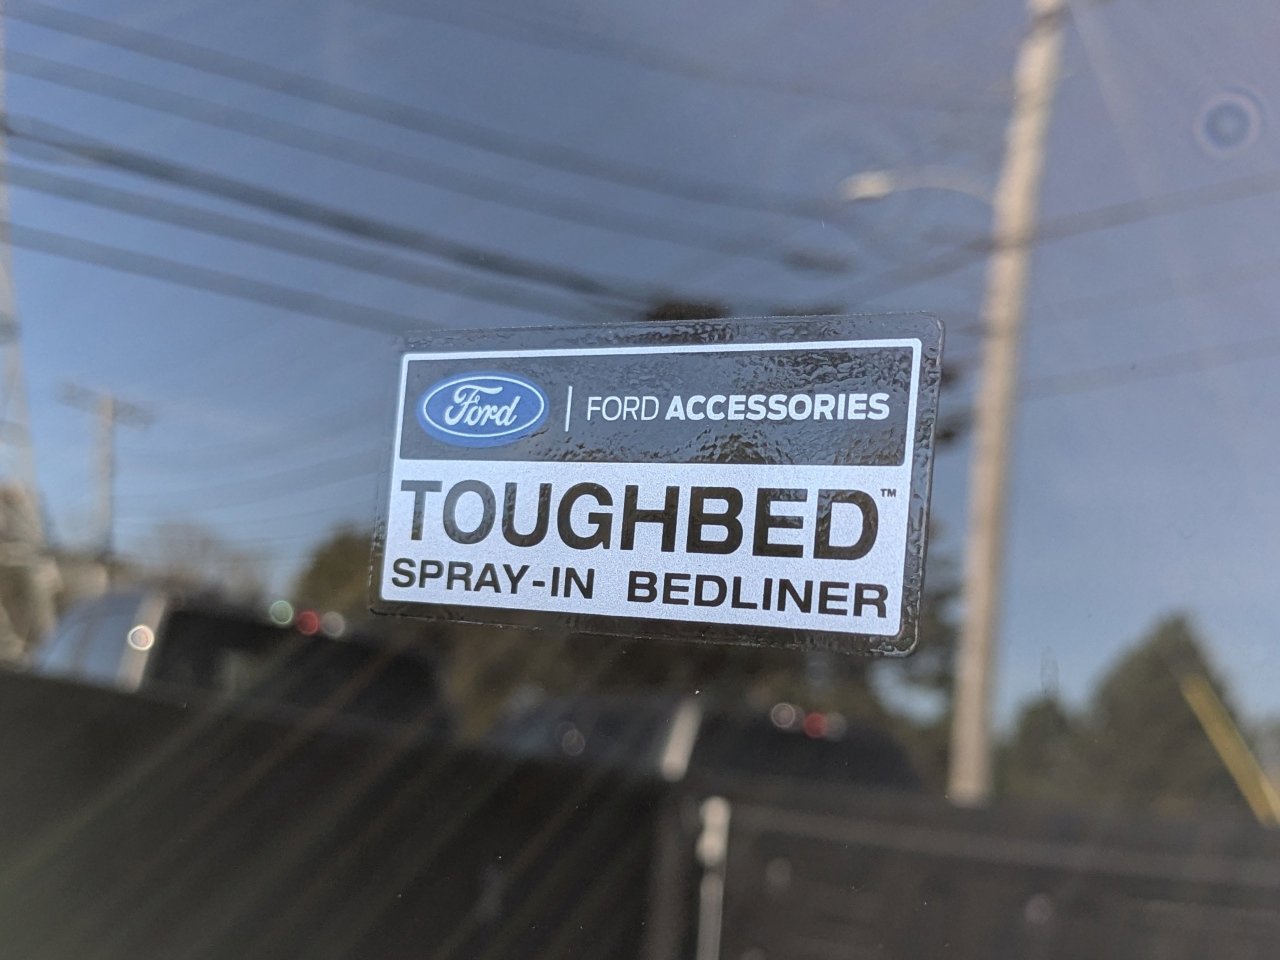 Ford | FORD ACCESSORIES
TOUGHBED™
SPRAY-IN BEDLINER